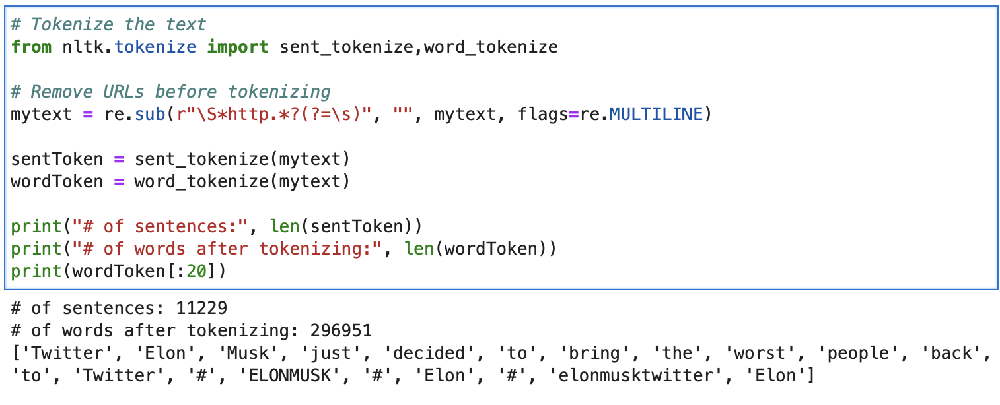 # Tokenize the text
from nltk.tokenize import sent_tokenize,word_tokenize
# Remove URLs before tokenizing
mytext = re.sub(r"\S*http.*?(?=\s)", "", mytext, flags=re.MULTILINE)
sentToken = sent_tokenize(mytext)
wordToken = word_tokenize(mytext)
print("# of sentences:", len(sentToken))
print("# of words after tokenizing:", len(wordToken))
print(wordToken[:20])
# of sentences: 11229
# of words after tokenizing: 296951
['Twitter', 'Elon', 'Musk', 'just', 'decided', 'to', 'bring', 'the', 'worst', 'people', 'back',
'to', 'Twitter', '#', 'ELONMUSK', '#', 'Elon', '#', 'elonmusktwitter', 'Elon']